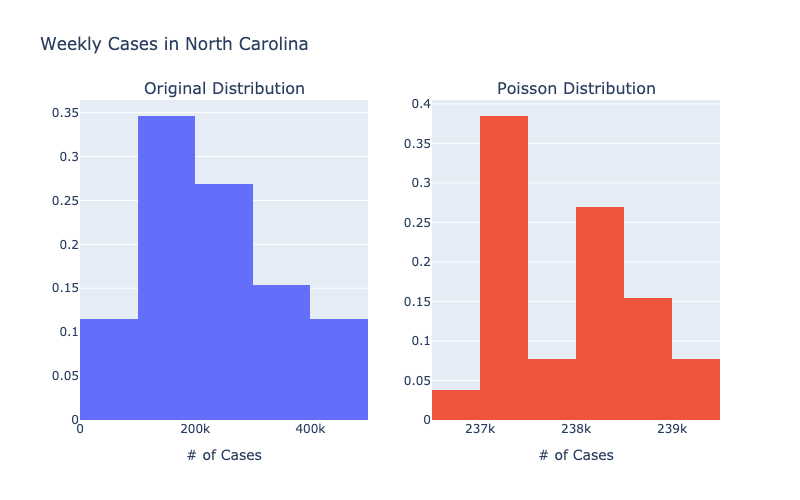 Weekly Cases in North Carolina
Original Distribution
0.35
0.3
0.25
0.2
0.15
0.1
0.05
0
0 200k 400k
# of Cases
Poisson Distribution
0.4
0.35
0.3
0.25
0.2
0.15
0.1
0.05
0
237k 238k 239k
# of Cases